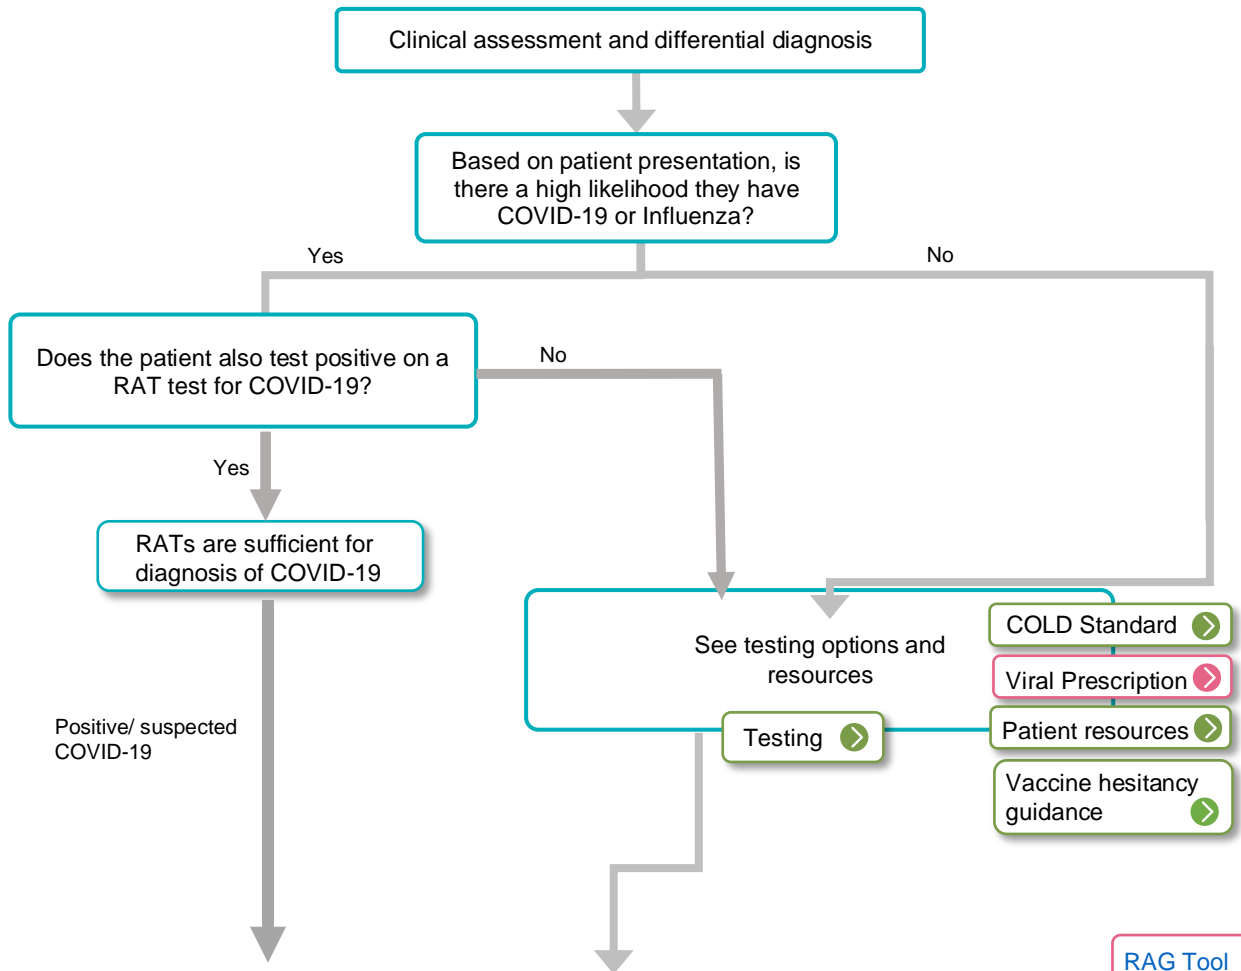 Clinical assessment and differential diagnosis
Based on patient presentation, is
there a high likelihood they have
COVID-19 or Influenza?
Yes
No
Does the patient also test positive on a
RAT test for COVID-19?
No
Yes
RATs are sufficient for
diagnosis of COVID-19
See testing options and
resources
COLD Standard
Viral Prescription
Patient resources
Testing
Vaccine hesitancy
guidance
Positive/ suspected
COVID-19
RAG Tool